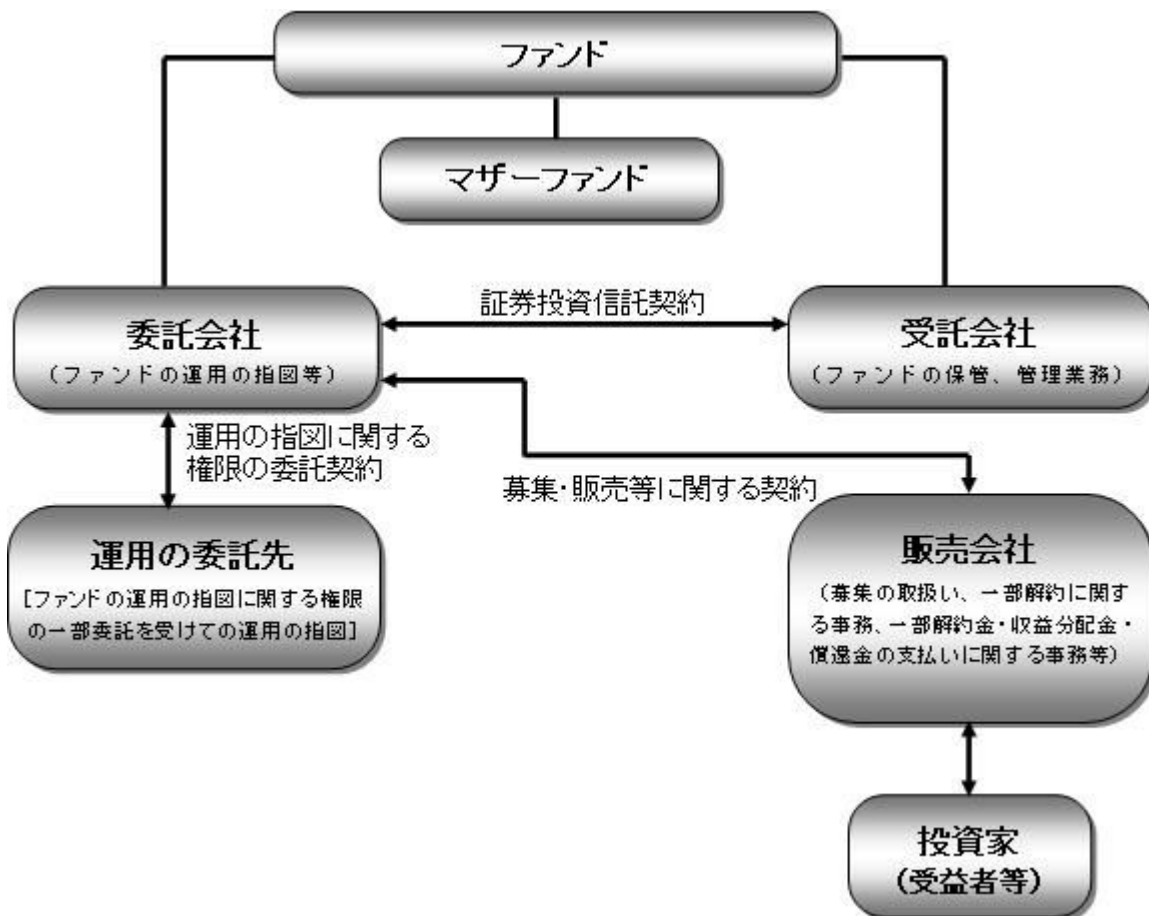 ファンド
マザーファンド
証券投資信託契約
委託会社
(ファンドの運用の指図等)
受託会社
(ファンドの保管、管理業務)
運用の指図に関する
権限の委託契約
募集・販売等に関する契約
運用の委託先
[ファンドの運用の指図に関する権限
の一部委託を受けての運用の指図]
販売会社
(募集の取扱い、一部解約に関す
る事務、一部解約金・収益分配金・
償還金の支払いに関する事務等)
投資家
(受益者等)